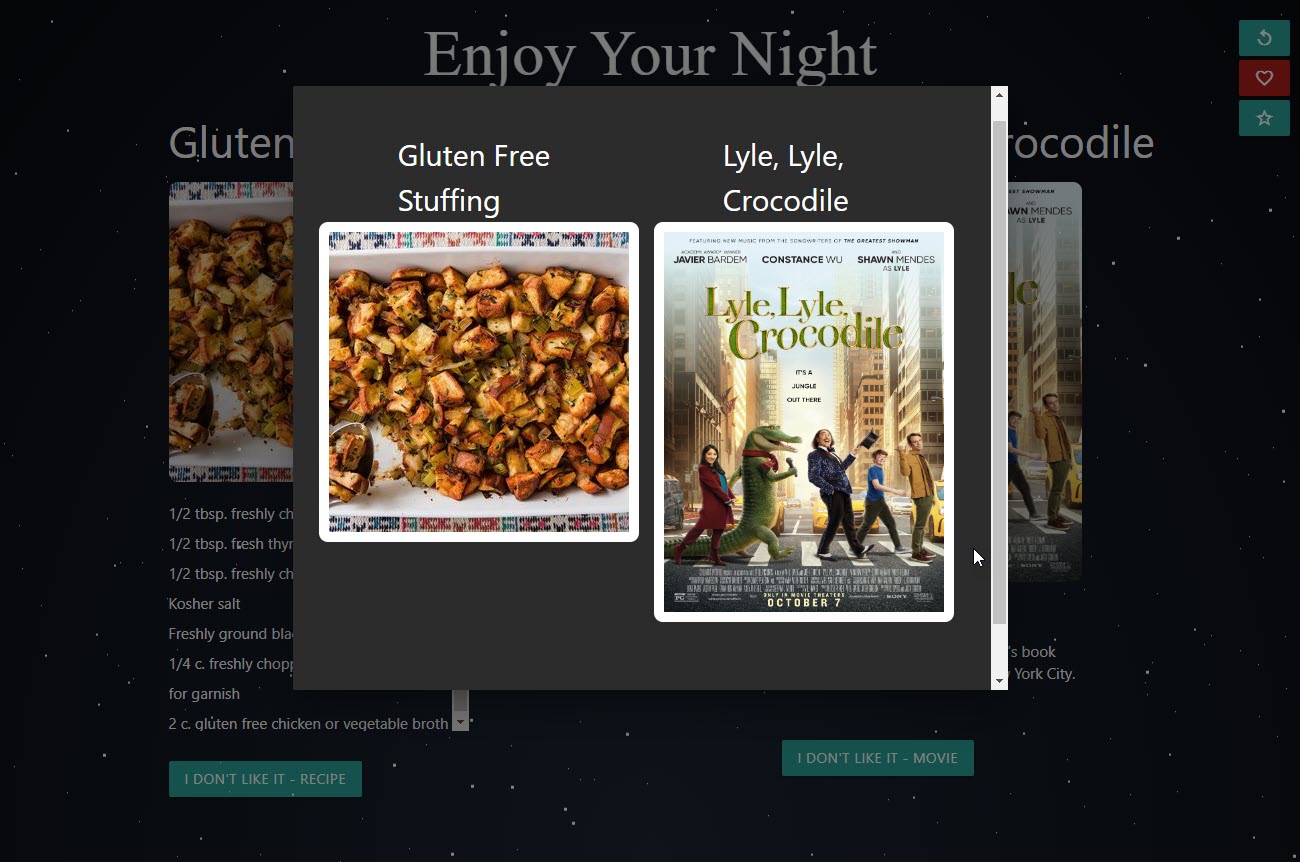 Enjoy Your Night
Gluten
rocodile
Gluten Free
Stuffing
Lyle, Lyle,
Crocodile
FEATURING NEW MUSIC FROM THE SONGWRITERS OF THE GREATEST SHOWMAN
ACADEMY AWARD WINNER
JAVIER BARDEM
CONSTANCE WU
AND
SHAWN MENDES
AS LYLE
Lyle, Lyle,
Crocodile
IT'S A
JUNGLE
OUT THERE
ONLY IN MOVIE THEATERS
OCTOBER 7
PG
SONY
EST SHOWMAN
AND
WN MENDES
LYLE
le
SONY
1/2 tbsp. freshly ch
1/2 tbsp. fresh thyr
1/2 tbsp. freshly ch
Kosher salt
Freshly ground bla
1/4 c. freshly chopp
for garnish
2 c. gluten free chicken or vegetable broth
's book
York City.
I DON'T LIKE IT - RECIPE
I DON'T LIKE IT - MOVIE